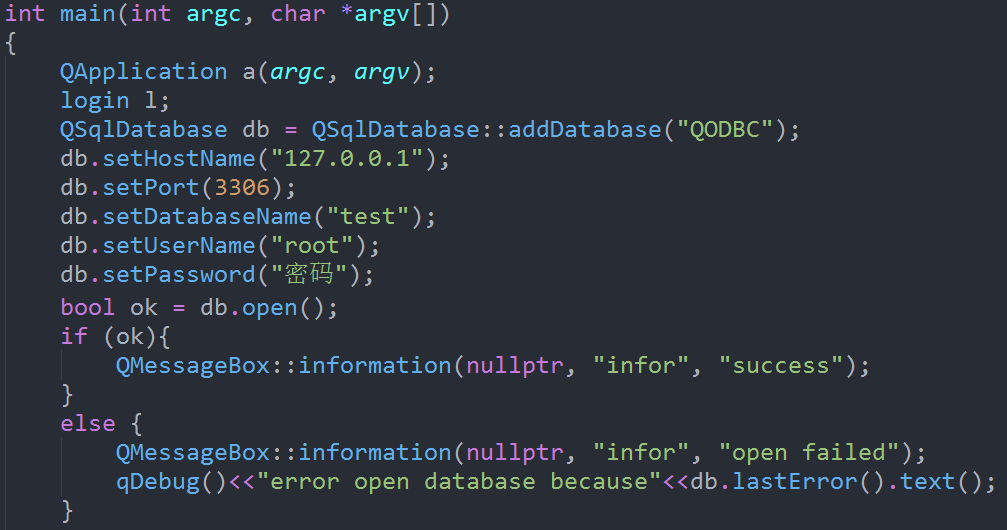 int main(int argc, char *argv[])
{
    QApplication a(argc, argv);
    login l;
    QSqlDatabase db = QSqlDatabase::addDatabase("QODBC");
    db.setHostName("127.0.0.1");
    db.setPort(3306);
    db.setDatabaseName("test");
    db.setUserName("root");
    db.setPassword("密码");
    bool ok = db.open();
    if (ok){
        QMessageBox::information(nullptr, "infor", "success");
    }
    else {
        QMessageBox::information(nullptr, "infor", "open failed");
        qDebug()<<"error open database because"<<db.lastError().text();
    }